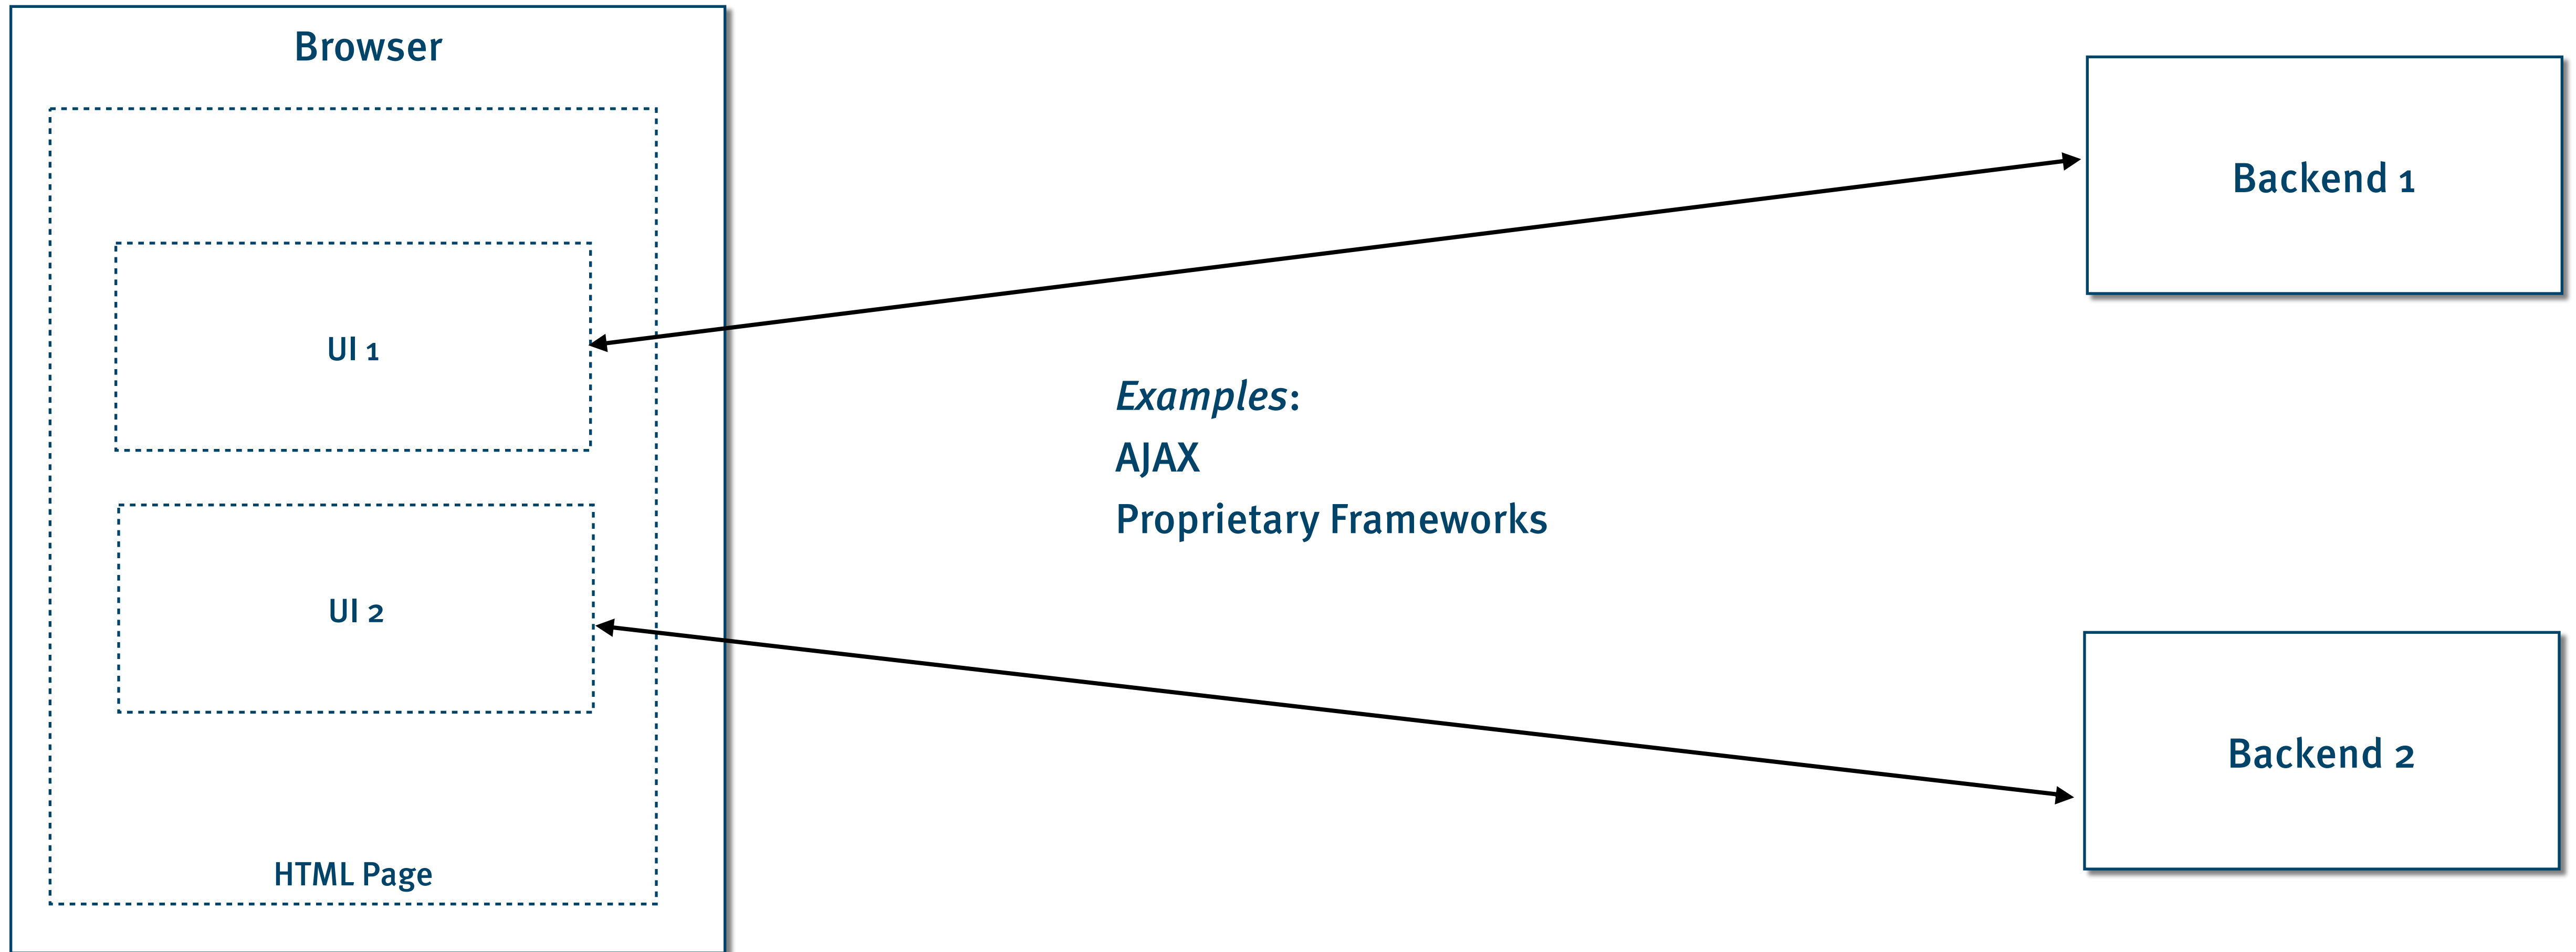 Browser
UI 1
UI 2
HTML Page
Examples:
AJAX
Proprietary Frameworks
Backend 1
Backend 2